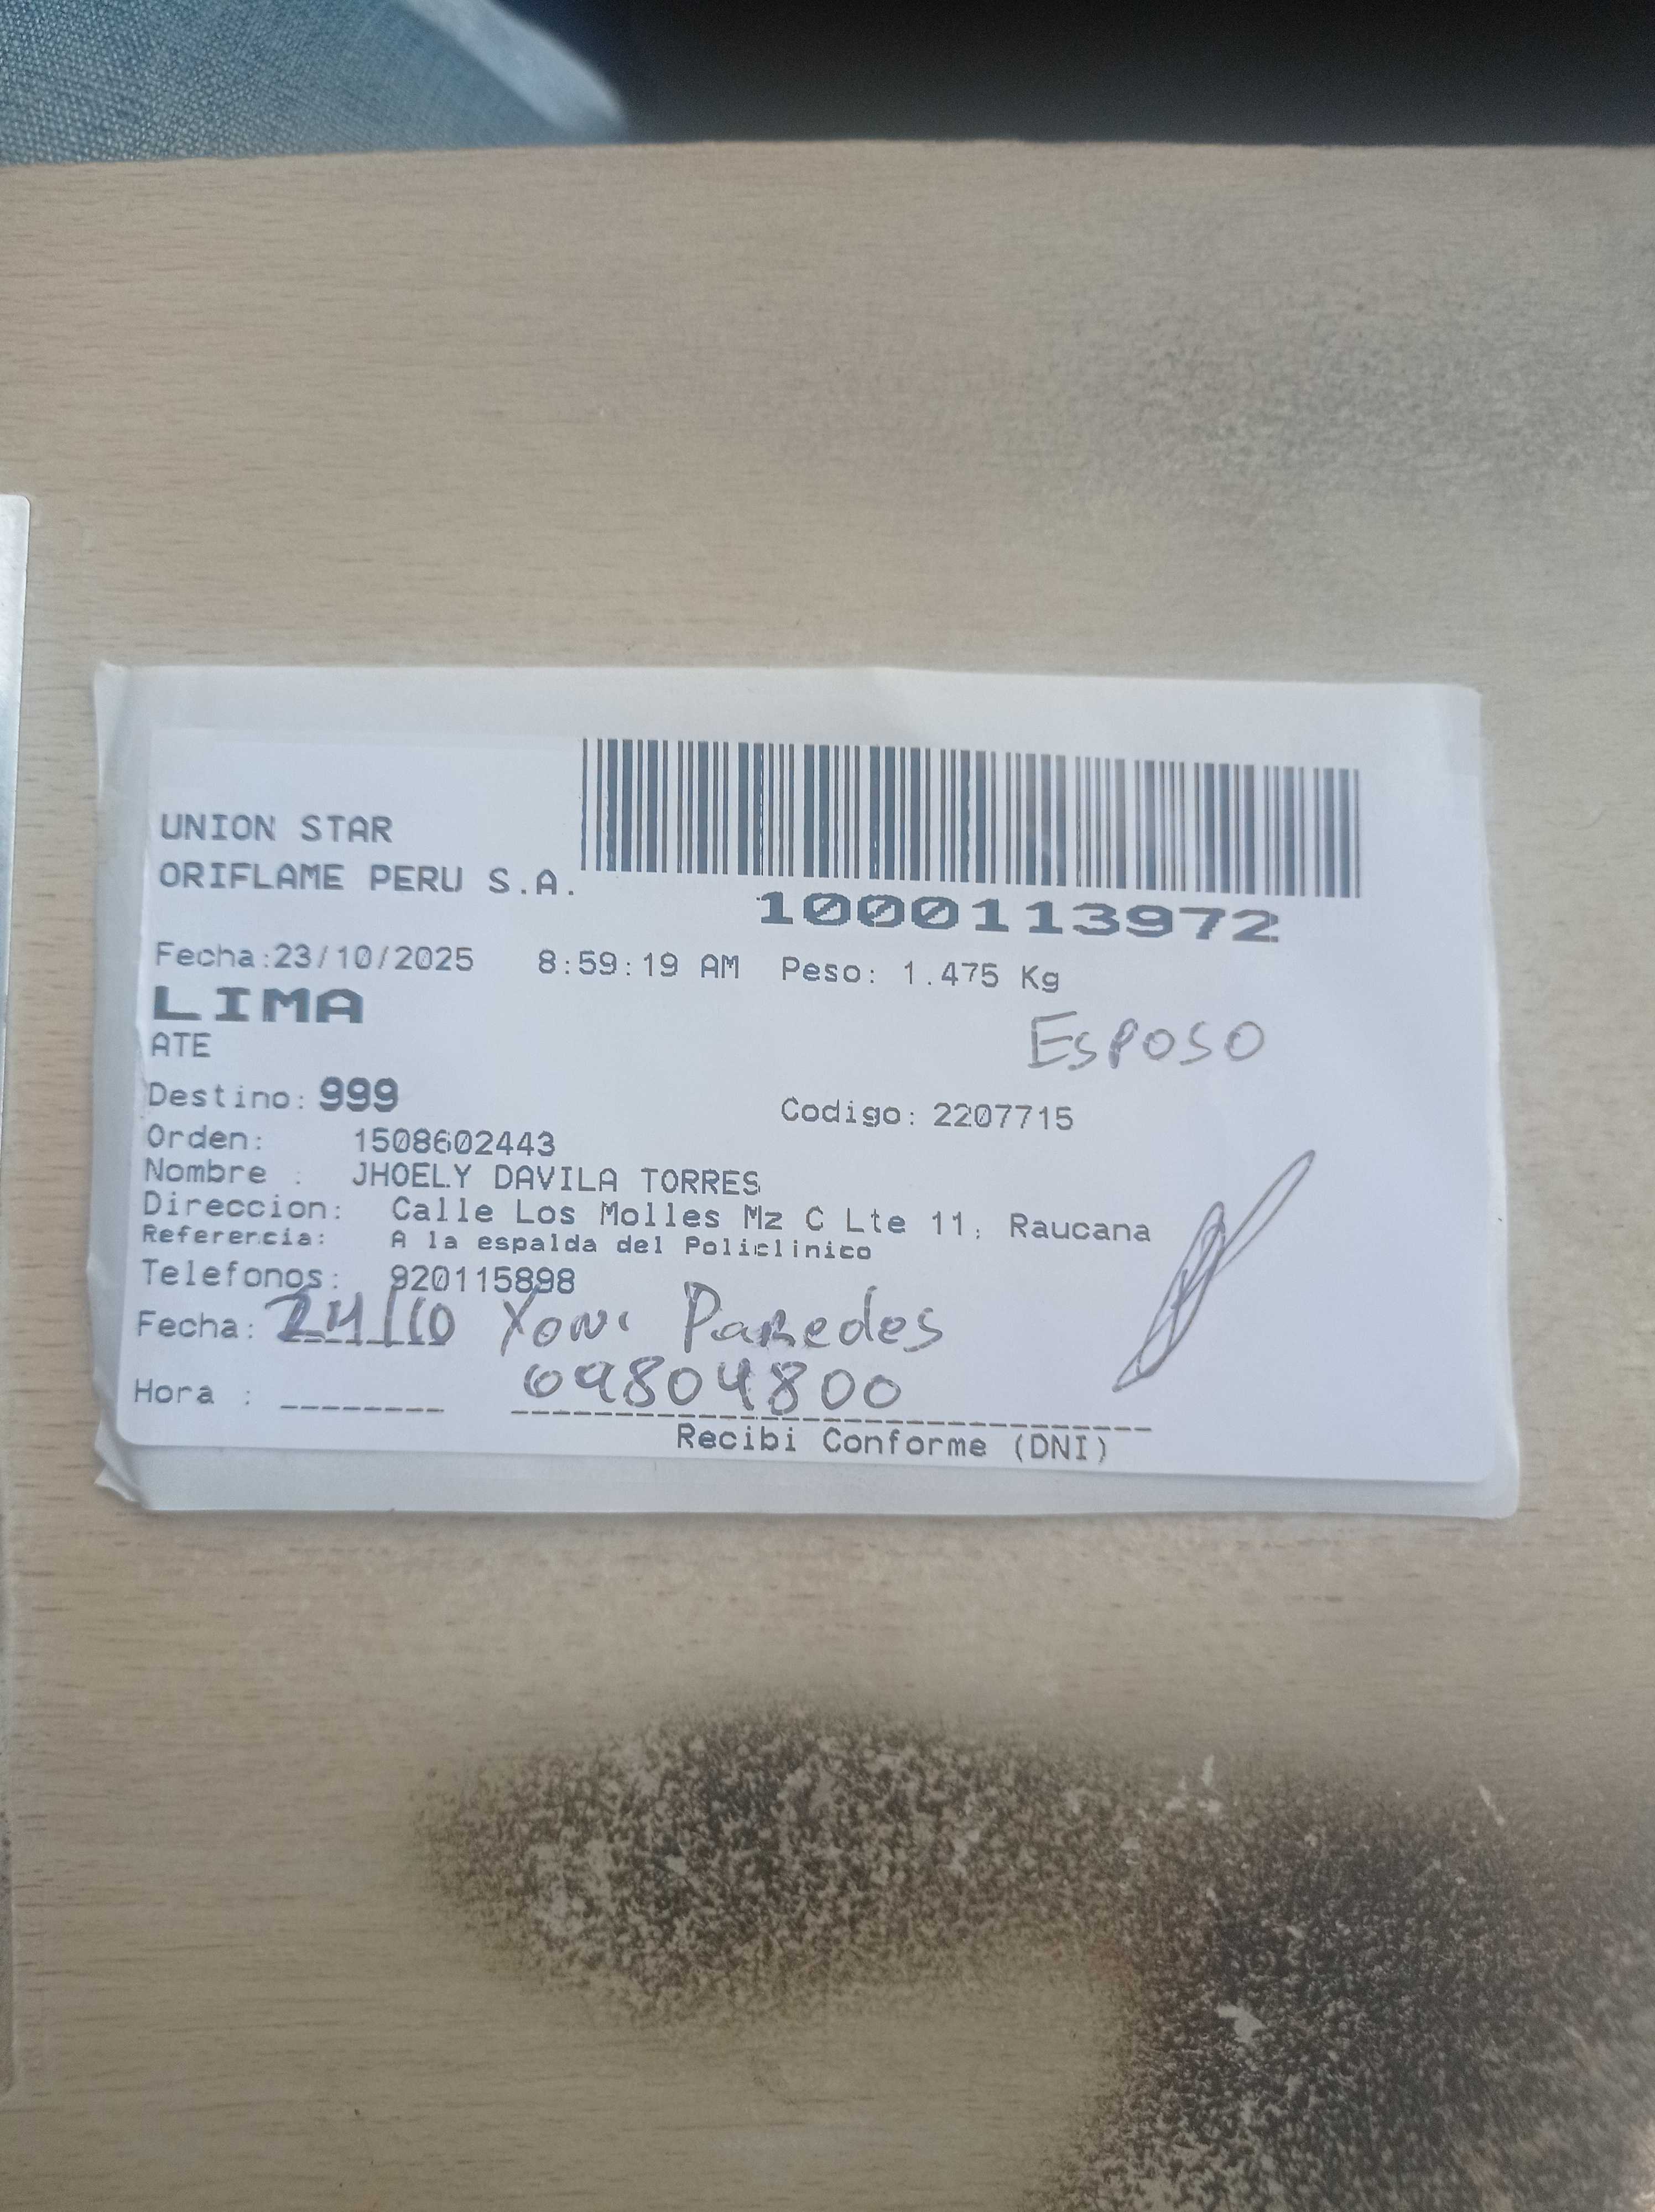 UNION STAR
ORIFLAME PERU S.A.
1000113972
Fecha:23/10/2025 8:59:19 AM Peso: 1.475 Kg
LIMA
ESPOSO
ATE
Destino: 999
Codigo: 2207715
Orden: 1508602443
Nombre : JHOELY DAVILA TORRES
Direccion: Calle Los Molles Mz C Lte 11, Raucana
Referencia: A la espalda del Policlinico
Telefonos: 920115898
Fecha: 24/10 Yoni Paredes
Hora : 09804800
Recibi Conforme (DNI)